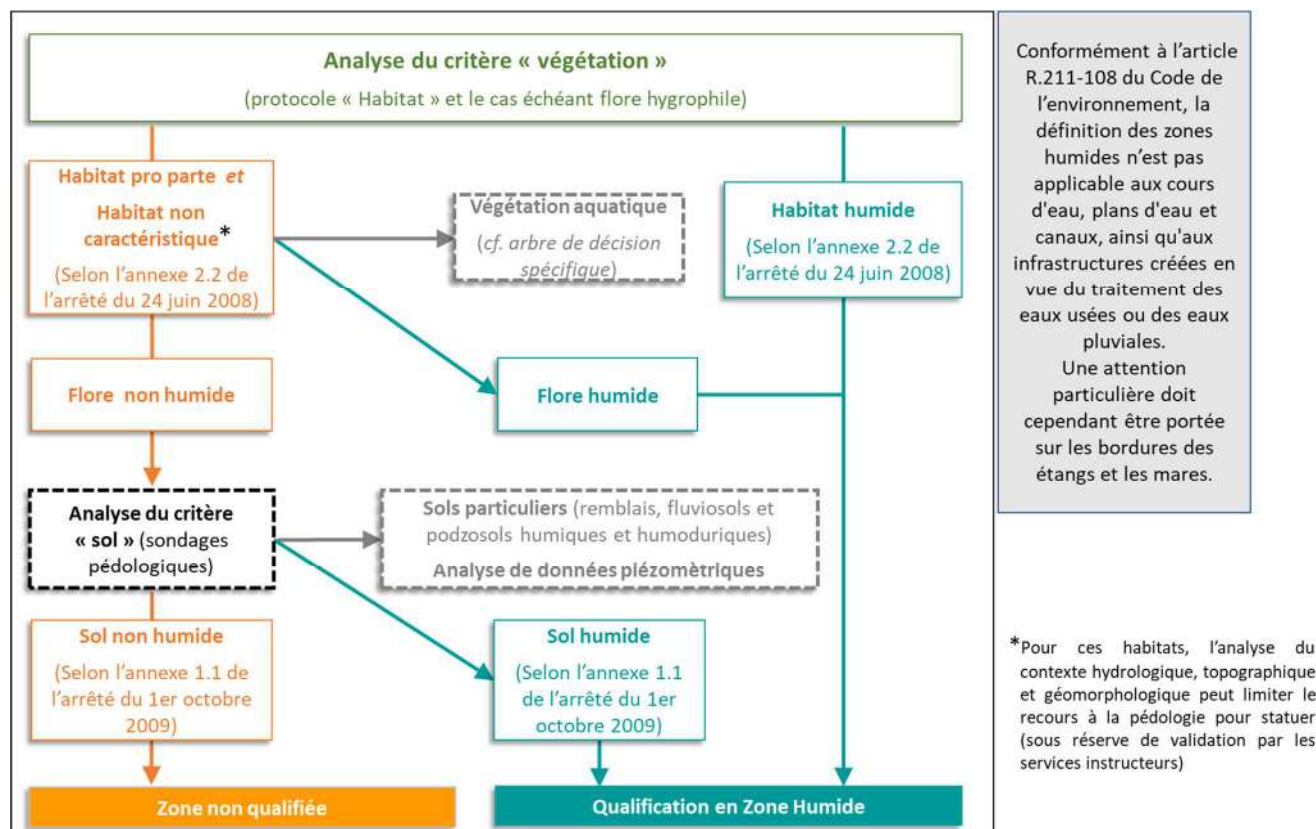 Analyse du critère « végétation »
(protocole « Habitat » et le cas échéant flore hygrophile)
Habitat pro parte et
Habitat non
caractéristique*
(Selon l’annexe 2.2 de
l’arrêté du 24 juin 2008)
Végétation aquatique
(cf. arbre de décision
spécifique)
Habitat humide
(Selon l’annexe 2.2 de
l’arrêté du 24 juin 2008)
Flore non humide
Flore humide
Analyse du critère
« sol » (sondages
pédologiques)
Sols particuliers (remblais, fluviosols et
podzosols humiques et humoduriques)
Analyse de données piézomètriques
Sol non humide
(Selon l’annexe 1.1 de
l’arrêté du 1er octobre
2009)
Sol humide
(Selon l’annexe 1.1
de l’arrêté du 1er
octobre 2009)
Zone non qualifiée
Qualification en Zone Humide
Conformément à l’article
R.211-108 du Code de
l’environnement, la
définition des zones
humides n’est pas
applicable aux cours
d'eau, plans d'eau et
canaux, ainsi qu'aux
infrastructures créées en
vue du traitement des
eaux usées ou des eaux
pluviales.
Une attention
particulière doit
cependant être portée
sur les bordures des
étangs et les mares.
*Pour ces habitats, l’analyse du
contexte hydrologique, topographique
et géomorphologique peut limiter le
recours à la pédologie pour statuer
(sous réserve de validation par les
services instructeurs)